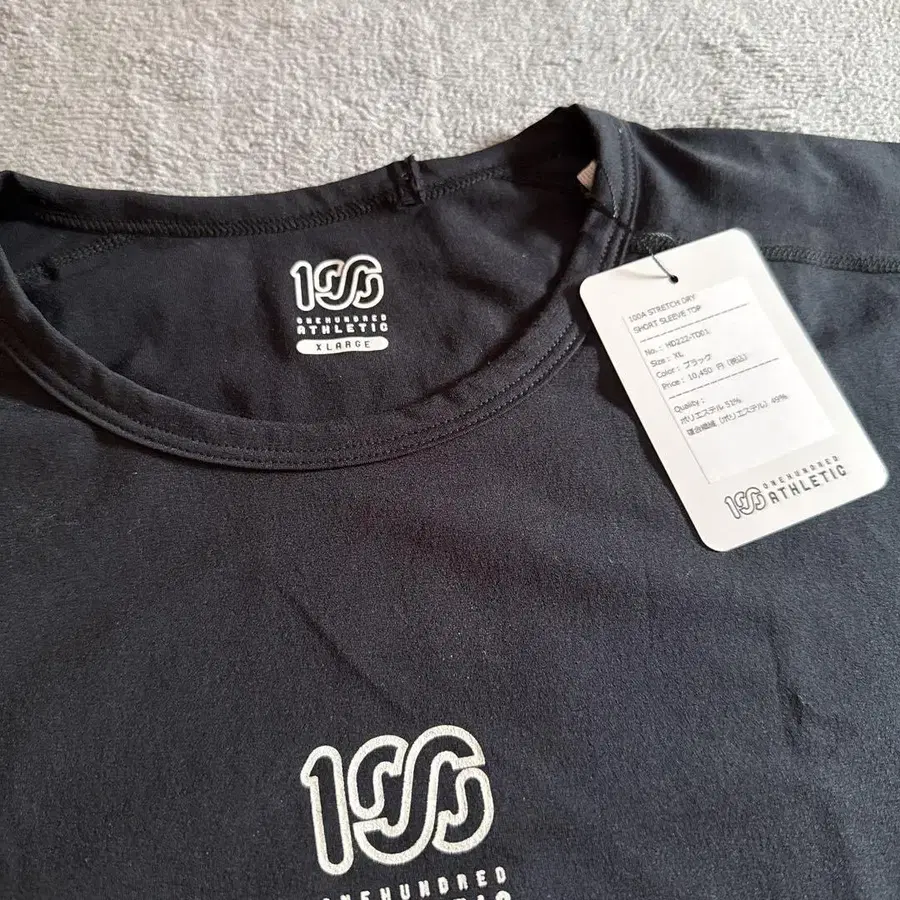 100
ONEHUNDRED
ATHLETIC
XLARGE
100A STRETCH DRY
SHORT SLEEVE TOP
No.: HD222-TD01
Size: XL
Color: ブラック
Price: 10,450 円 (税込)
Quality:
ポリエステル 51%
複合繊維 (ポリエステル) 49%
100 ONEHUNDRED
ATHLETIC
100
ONEHUNDRED